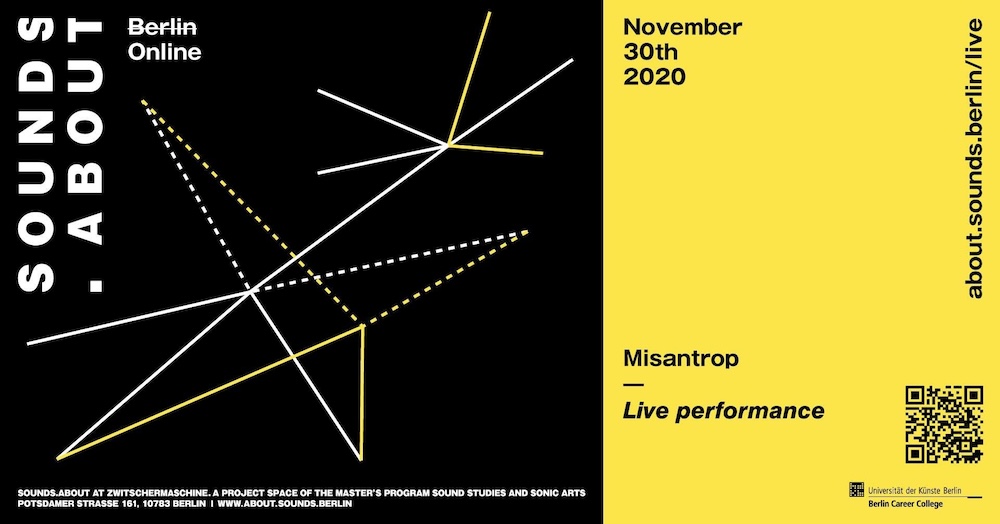 SOUNDS
.ABOUT
Berlin
Online
November
30th
2020
about.sounds.berlin/live
Misantrop
—
Live performance
SOUNDS.ABOUT AT ZWITSCHERMASCHINE. A PROJECT SPACE OF THE MASTER'S PROGRAM SOUND STUDIES AND SONIC ARTS
POTSDAMER STRASSE 161, 10783 BERLIN | WWW.ABOUT.SOUNDS.BERLIN
Universität der Künste Berlin
Berlin Career College